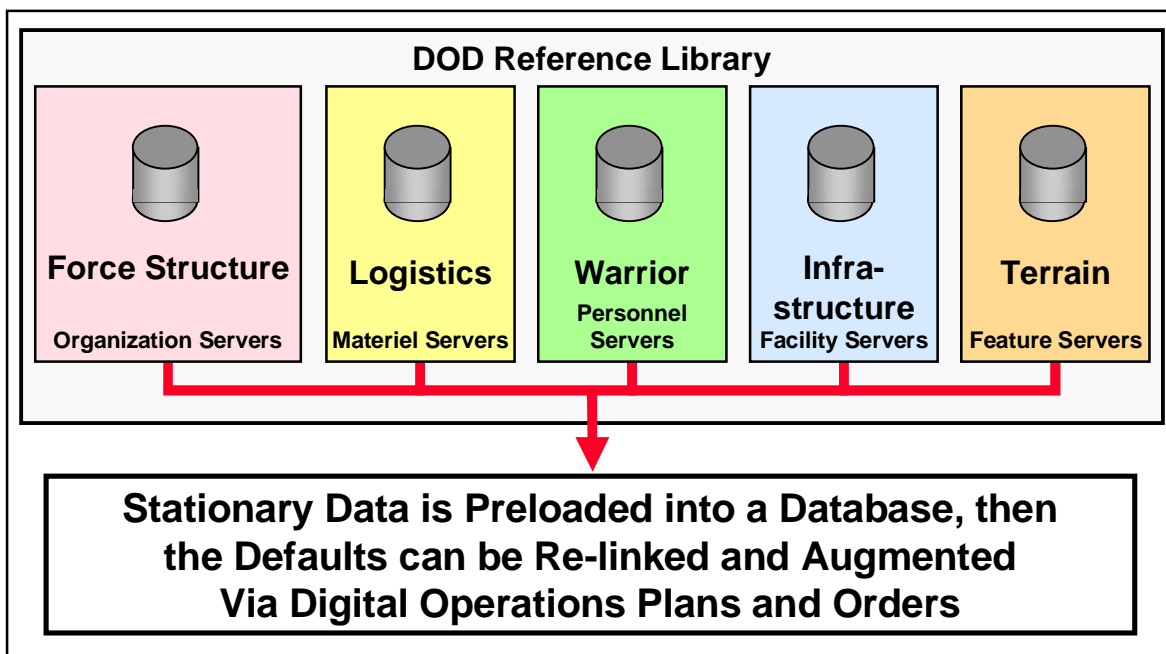 DOD Reference Library
Force Structure
Organization Servers
Logistics
Materiel Servers
Warrior
Personnel
Servers
Infra-
structure
Facility Servers
Terrain
Feature Servers
Stationary Data is Preloaded into a Database, then
the Defaults can be Re-linked and Augmented
Via Digital Operations Plans and Orders